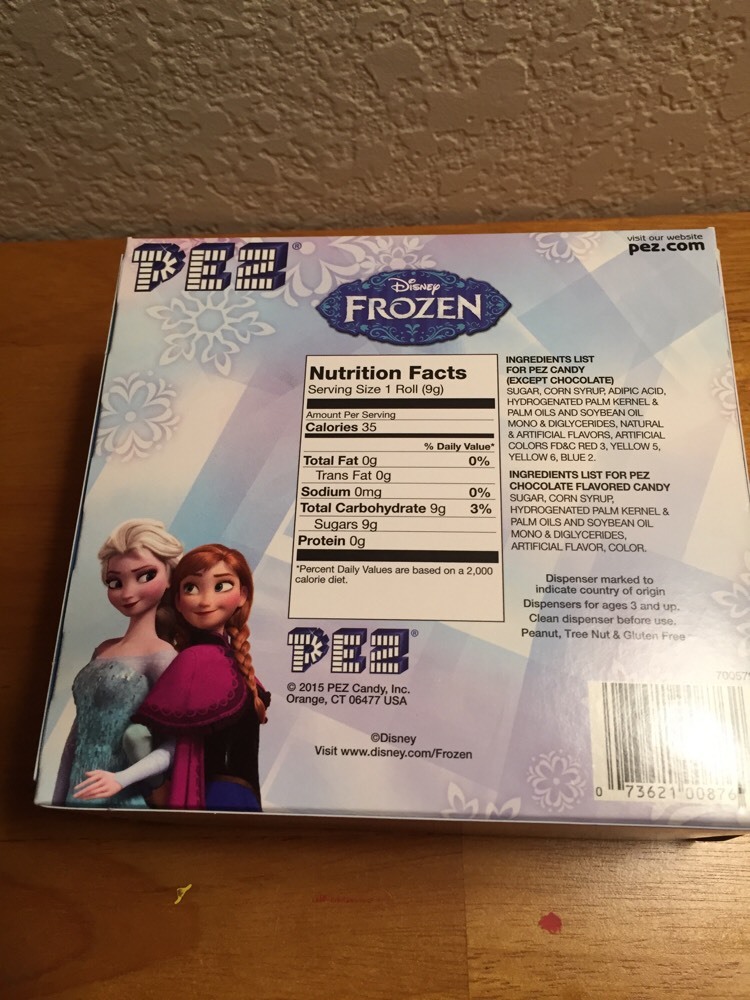 PEZ®
visit our website
pez.com
Disney
FROZEN
Nutrition Facts
Serving Size 1 Roll (9g)
Amount Per Serving
Calories 35
% Daily Value*
Total Fat 0g 0%
Trans Fat 0g
Sodium 0mg 0%
Total Carbohydrate 9g 3%
Sugars 9g
Protein 0g
*Percent Daily Values are based on a 2,000
calorie diet.
INGREDIENTS LIST
FOR PEZ CANDY
(EXCEPT CHOCOLATE)
SUGAR, CORN SYRUP, ADIPIC ACID,
HYDROGENATED PALM KERNEL &
PALM OILS AND SOYBEAN OIL
MONO & DIGLYCERIDES, NATURAL
& ARTIFICIAL FLAVORS, ARTIFICIAL
COLORS FD&C RED 3, YELLOW 5,
YELLOW 6, BLUE 2.
INGREDIENTS LIST FOR PEZ
CHOCOLATE FLAVORED CANDY
SUGAR, CORN SYRUP,
HYDROGENATED PALM KERNEL &
PALM OILS AND SOYBEAN OIL
MONO & DIGLYCERIDES,
ARTIFICIAL FLAVOR, COLOR.
Dispenser marked to
indicate country of origin
Dispensers for ages 3 and up.
Clean dispenser before use.
Peanut, Tree Nut & Gluten Free
PEZ®
© 2015 PEZ Candy, Inc.
Orange, CT 06477 USA
©Disney
Visit www.disney.com/Frozen
0 73621 00876